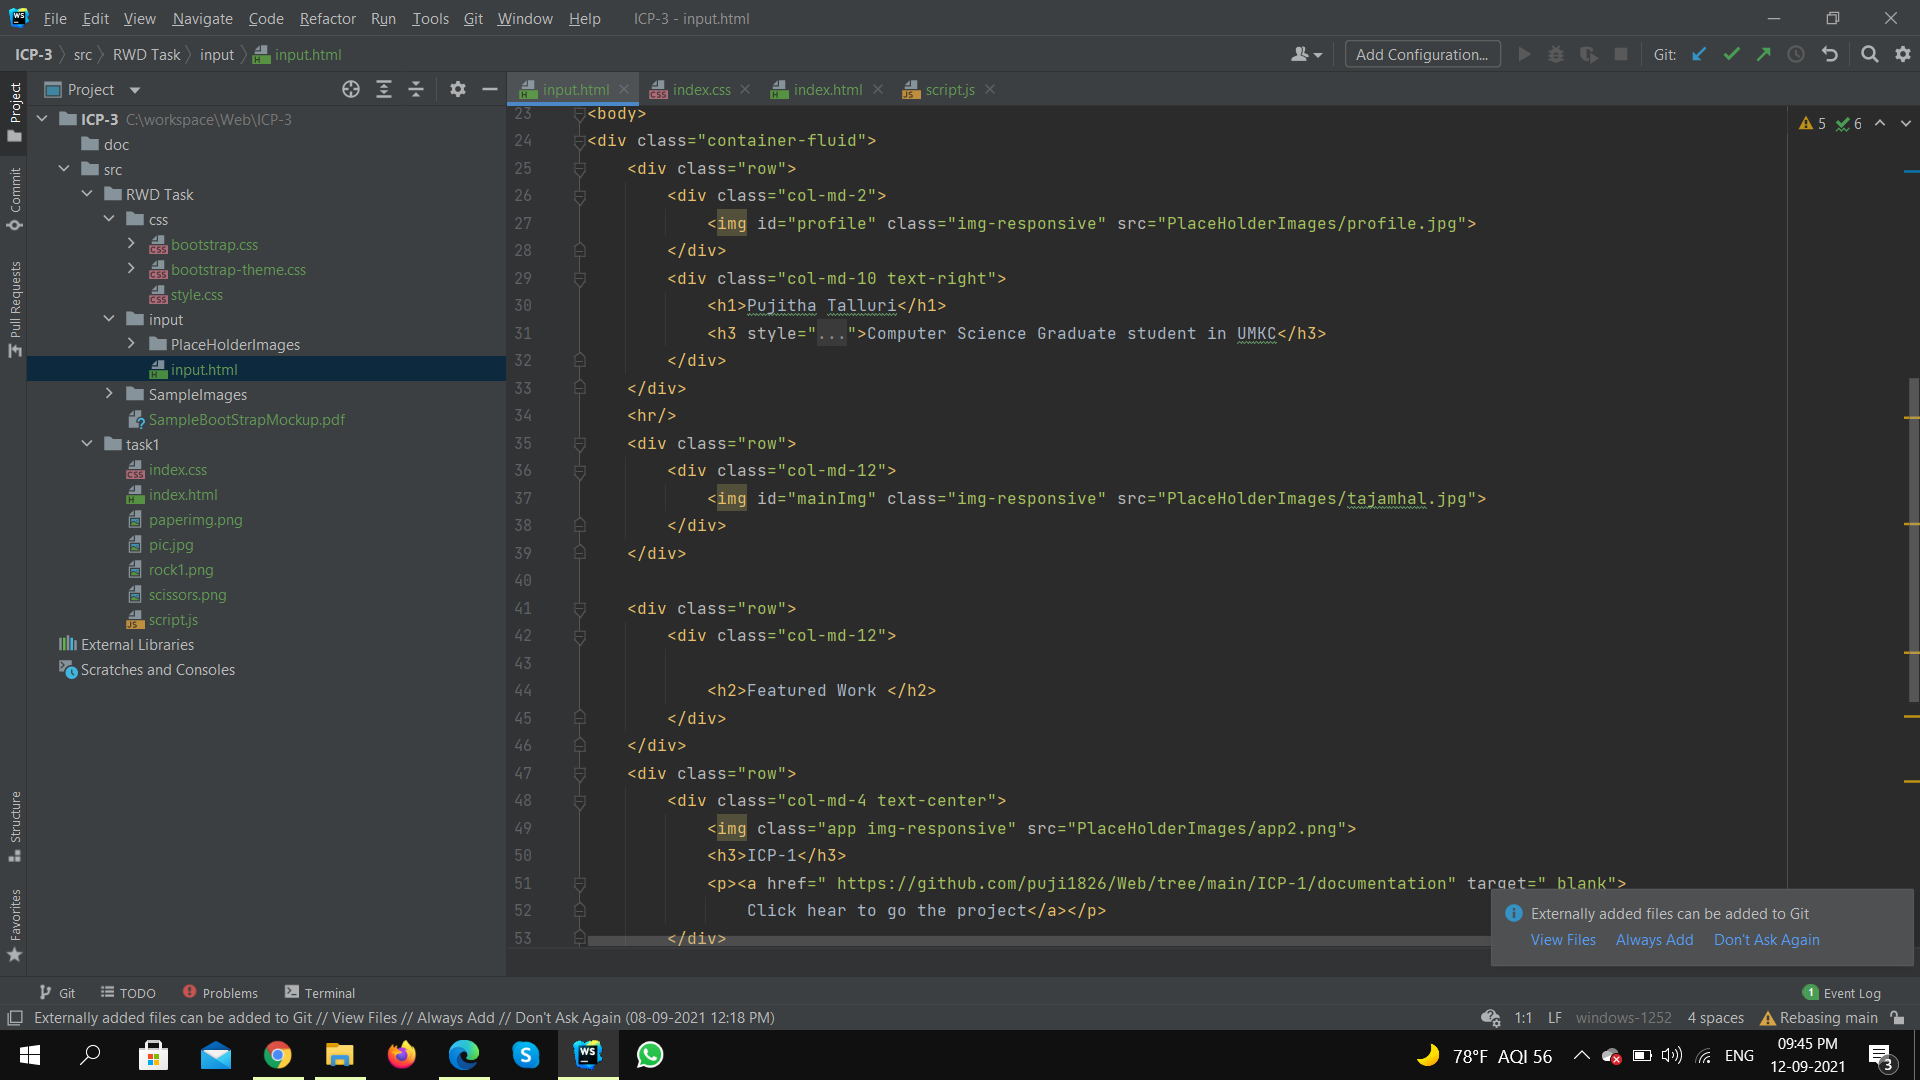 File Edit View Navigate Code Refactor Run Tools Git Window Help ICP-3 - input.html
ICP-3 src RWD Task input input.html Add Configuration... Git:
Project
input.html index.css index.html script.js
Project
Commit
Pull Requests
Structure
Favorites
ICP-3 C:\workspace\Web\ICP-3
doc
src
RWD Task
css
bootstrap.css
bootstrap-theme.css
style.css
input
PlaceHolderImages
input.html
SampleImages
SampleBootStrapMockup.pdf
task1
index.css
index.html
paperimg.png
pic.jpg
rock1.png
scissors.png
script.js
External Libraries
Scratches and Consoles
5 6
23 <body>
24 <div class="container-fluid">
25 <div class="row">
26 <div class="col-md-2">
27 <img id="profile" class="img-responsive" src="PlaceHolderImages/profile.jpg">
28 </div>
29 <div class="col-md-10 text-right">
30 <h1>Pujitha Talluri</h1>
31 <h3 style="...">Computer Science Graduate student in UMKC</h3>
32 </div>
33 </div>
34 <hr/>
35 <div class="row">
36 <div class="col-md-12">
37 <img id="mainImg" class="img-responsive" src="PlaceHolderImages/tajamhal.jpg">
38 </div>
39 </div>
40
41 <div class="row">
42 <div class="col-md-12">
43
44 <h2>Featured Work </h2>
45 </div>
46 </div>
47 <div class="row">
48 <div class="col-md-4 text-center">
49 <img class="app img-responsive" src="PlaceHolderImages/app2.png">
50 <h3>ICP-1</h3>
51 <p><a href=" https://github.com/puji1826/Web/tree/main/ICP-1/documentation" target="_blank">
52 Click hear to go the project</a></p>
53 </div>
Externally added files can be added to Git
View Files Always Add Don't Ask Again
Git TODO Problems Terminal 1 Event Log
Externally added files can be added to Git // View Files // Always Add // Don't Ask Again (08-09-2021 12:18 PM) 1:1 LF windows-1252 4 spaces Rebasing main
78°F AQI 56 ENG 09:45 PM
12-09-2021 3